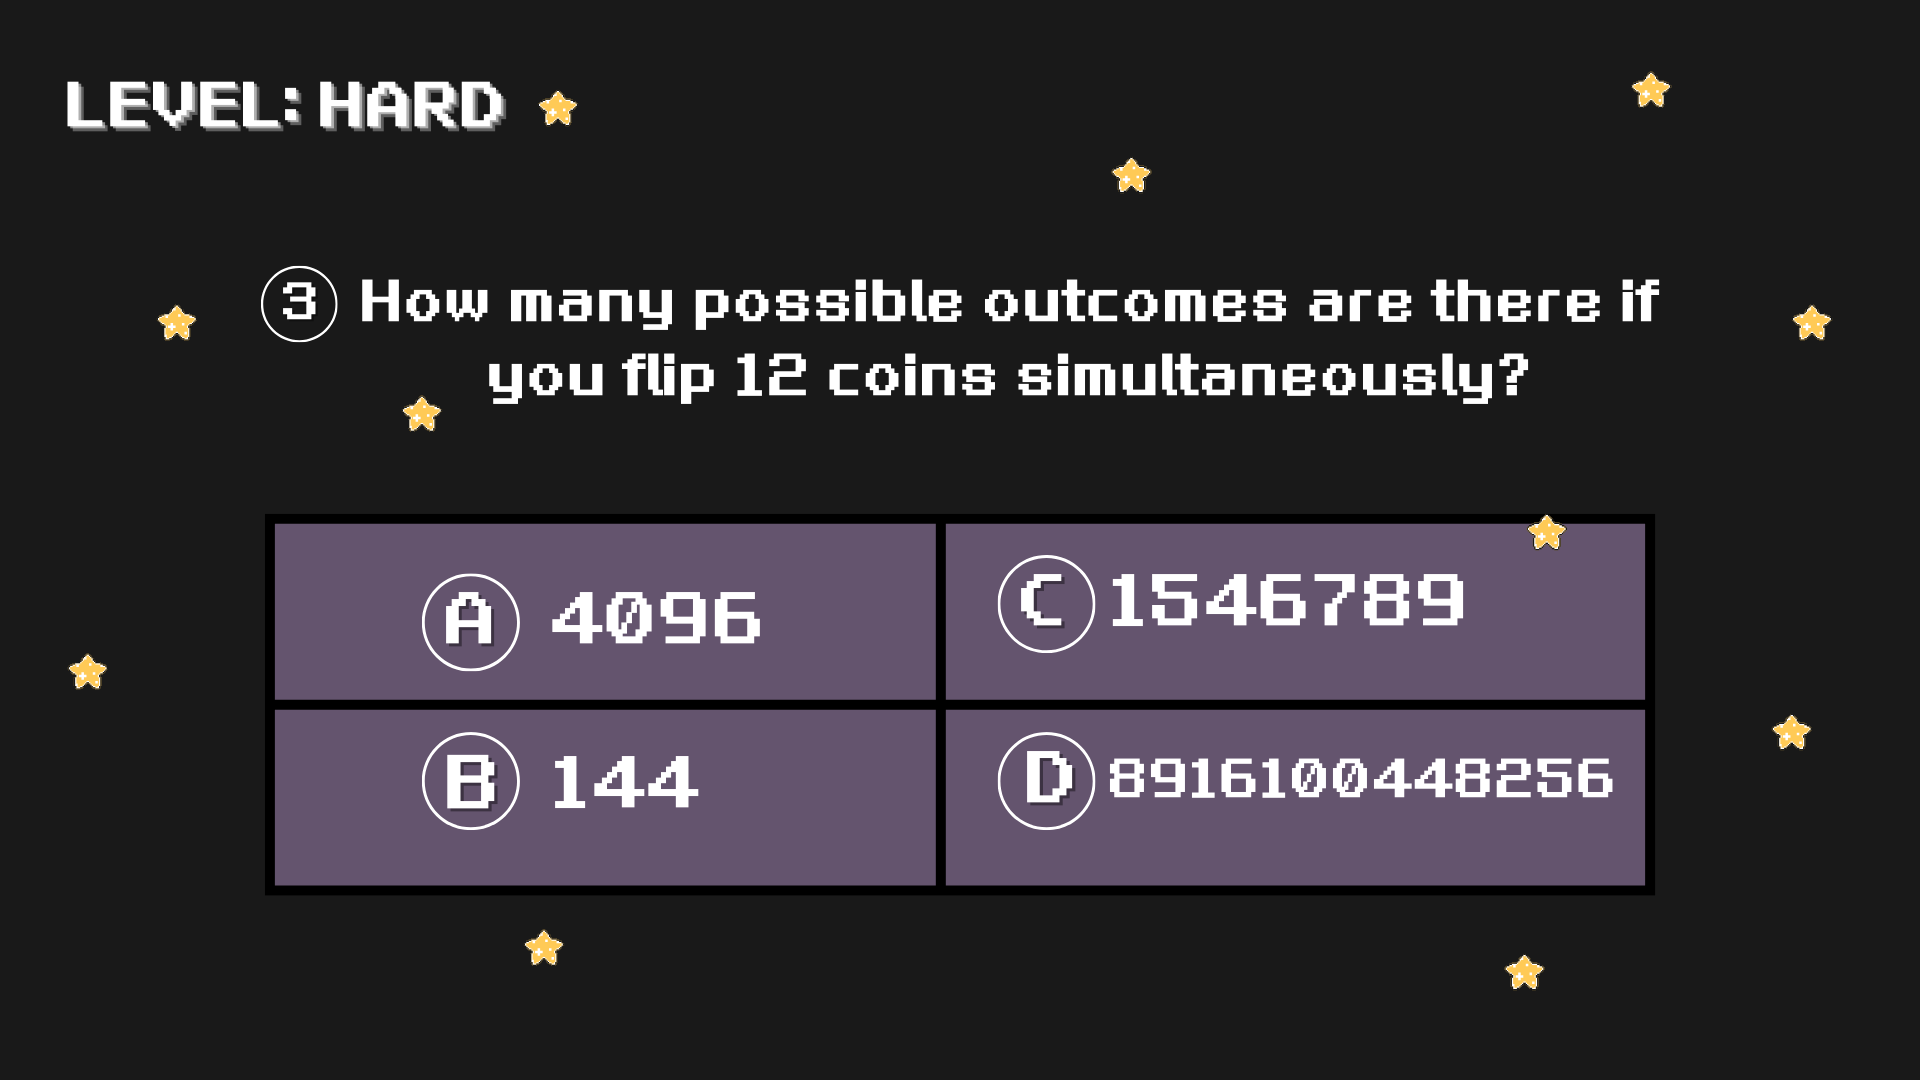 LEVEL: HARD
3 How many possible outcomes are there if
you flip 12 coins simultaneously?
A 4096
C 1546789
B 144
D 8916100448256